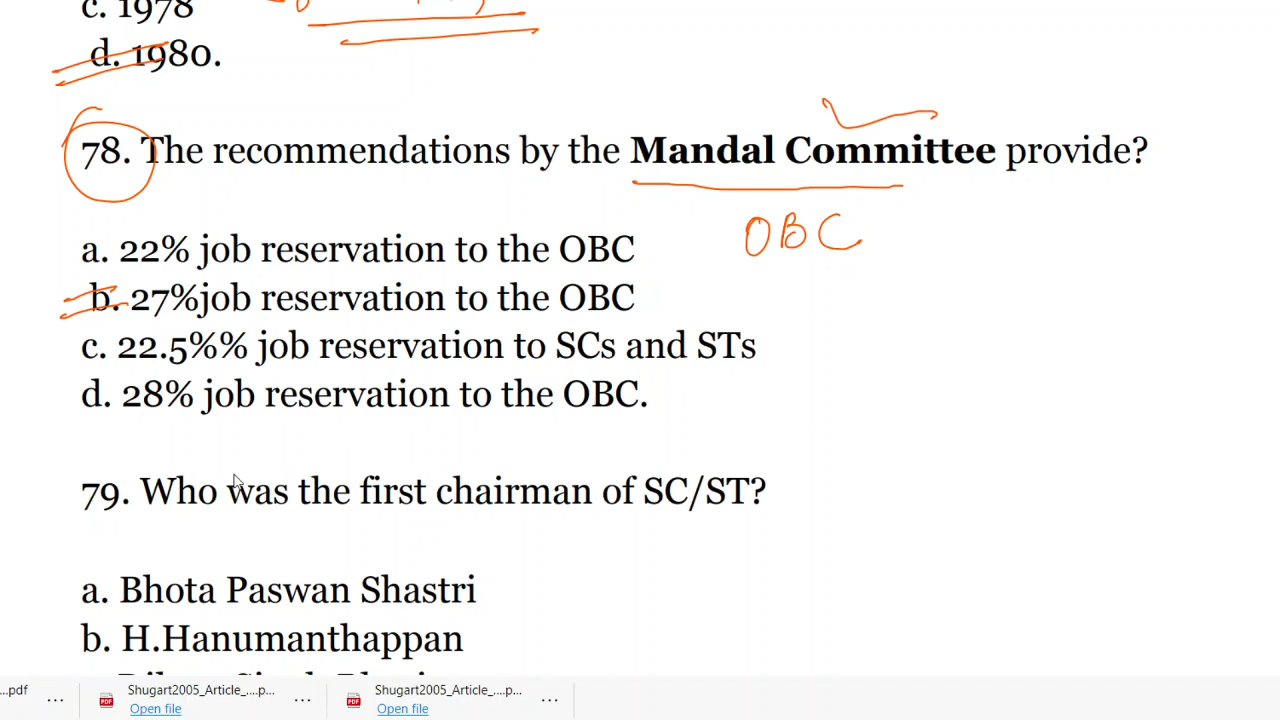 c. 1978
d. 1980.
78. The recommendations by the Mandal Committee provide?
OBC
a. 22% job reservation to the OBC
b. 27%job reservation to the OBC
c. 22.5%% job reservation to SCs and STs
d. 28% job reservation to the OBC.
79. Who was the first chairman of SC/ST?
a. Bhota Paswan Shastri
b. H.Hanumanthappan
...pdf
Shugart2005_Article_....p...
Open file
Shugart2005_Article_....p...
Open file